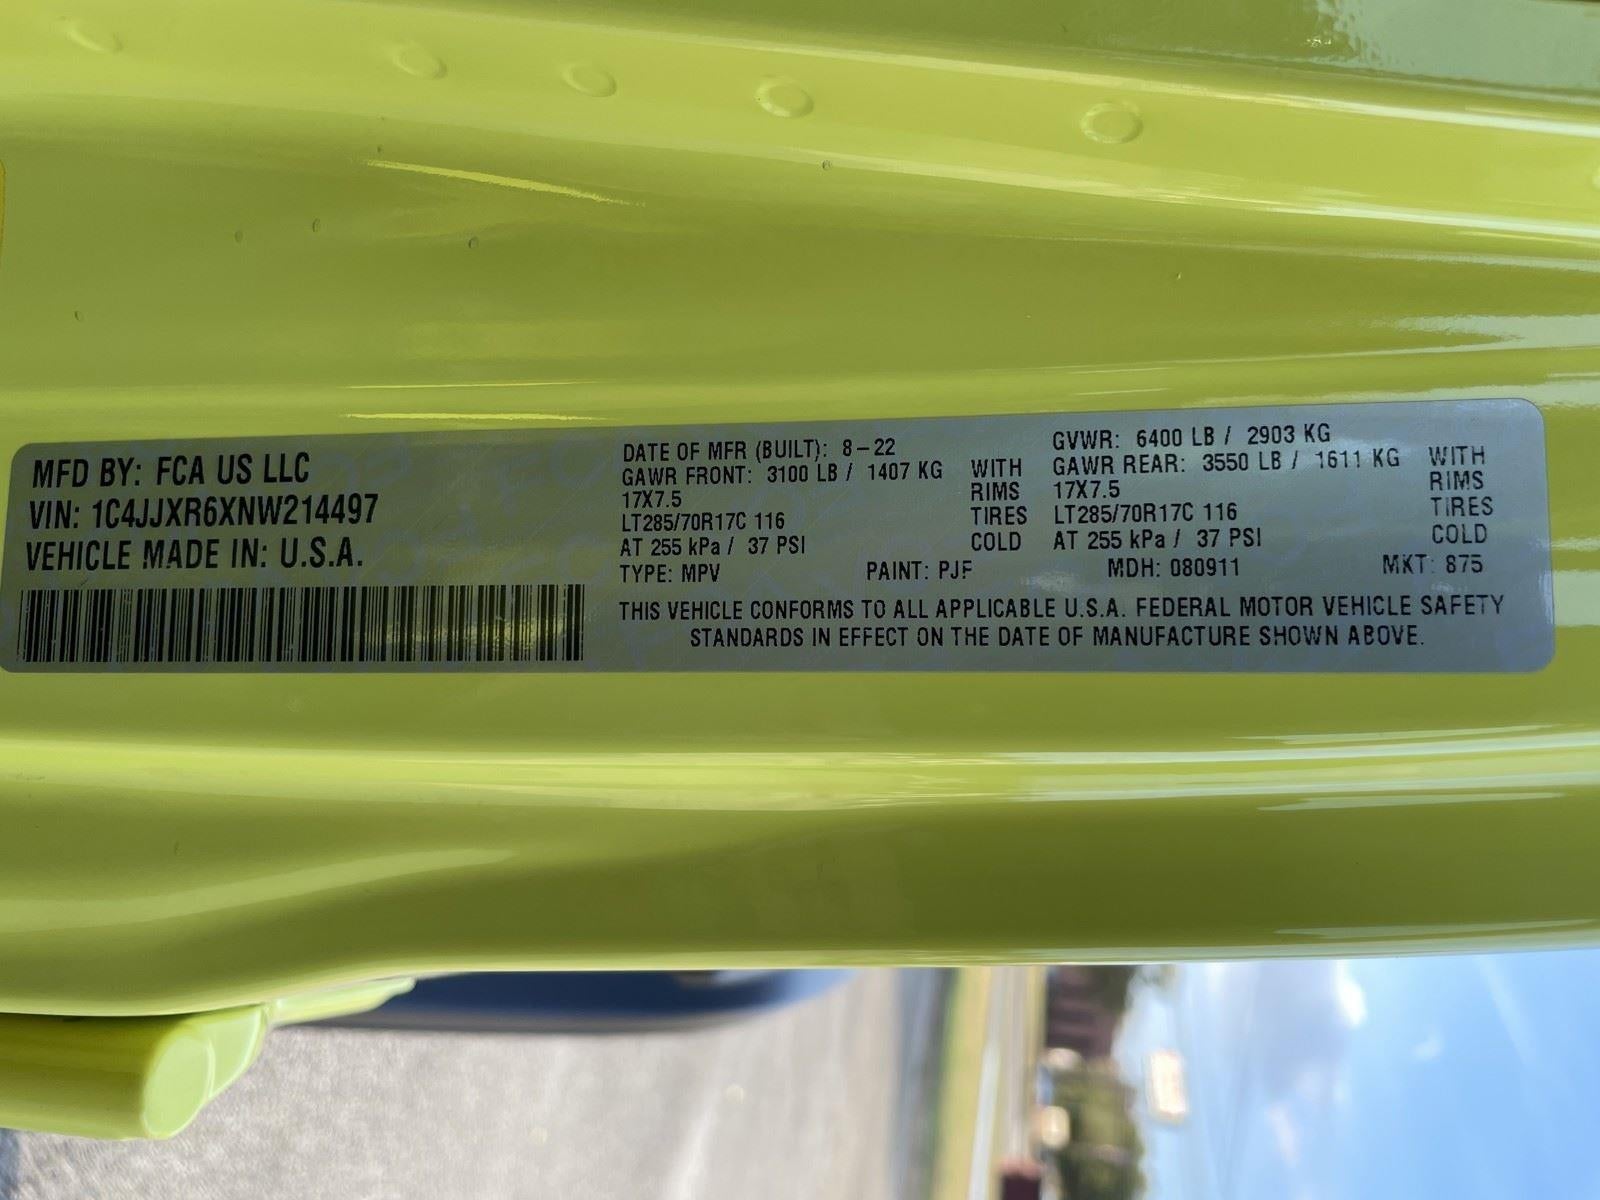 MFD BY: FCA US LLC
VIN: 1C4JJXR6XNW214497
VEHICLE MADE IN: U.S.A.
DATE OF MFR (BUILT): 8-22 GVWR: 6400 LB / 2903 KG
GAWR FRONT: 3100 LB / 1407 KG WITH GAWR REAR: 3550 LB / 1611 KG WITH
17X7.5 RIMS 17X7.5 RIMS
LT285/70R17C 116 TIRES LT285/70R17C 116 TIRES
AT 255 kPa / 37 PSI COLD AT 255 kPa / 37 PSI COLD
TYPE: MPV PAINT: PJF MDH: 080911 MKT: 875
THIS VEHICLE CONFORMS TO ALL APPLICABLE U.S.A. FEDERAL MOTOR VEHICLE SAFETY
STANDARDS IN EFFECT ON THE DATE OF MANUFACTURE SHOWN ABOVE.